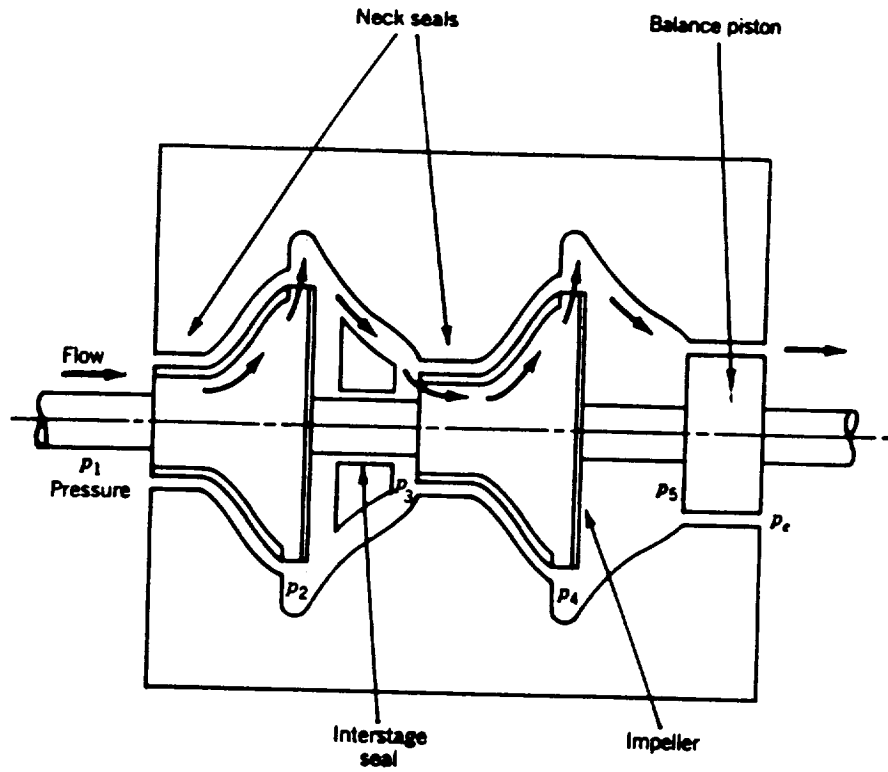 Neck seals
Balance piston
Flow
p1
Pressure
p3
p5
pe
p2
p4
Interstage
seal
Impeller